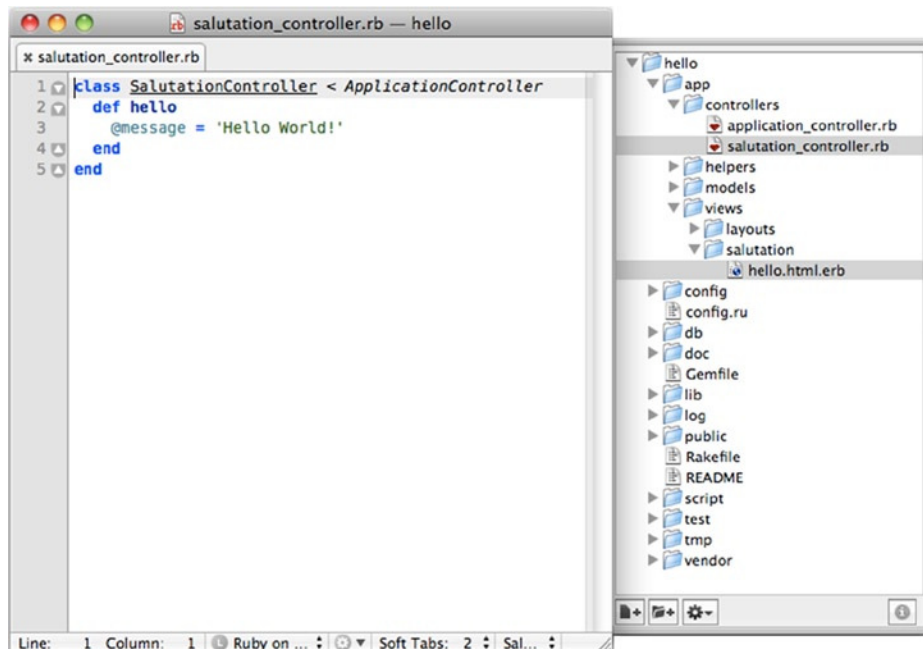 salutation_controller.rb — hello
salutation_controller.rb
1 class SalutationController < ApplicationController
2 def hello
3 @message = 'Hello World!'
4 end
5 end
Line: 1 Column: 1 Ruby on ... Soft Tabs: 2 Sal...
hello
app
controllers
application_controller.rb
salutation_controller.rb
helpers
models
views
layouts
salutation
hello.html.erb
config
config.ru
db
doc
Gemfile
lib
log
public
Rakefile
README
script
test
tmp
vendor